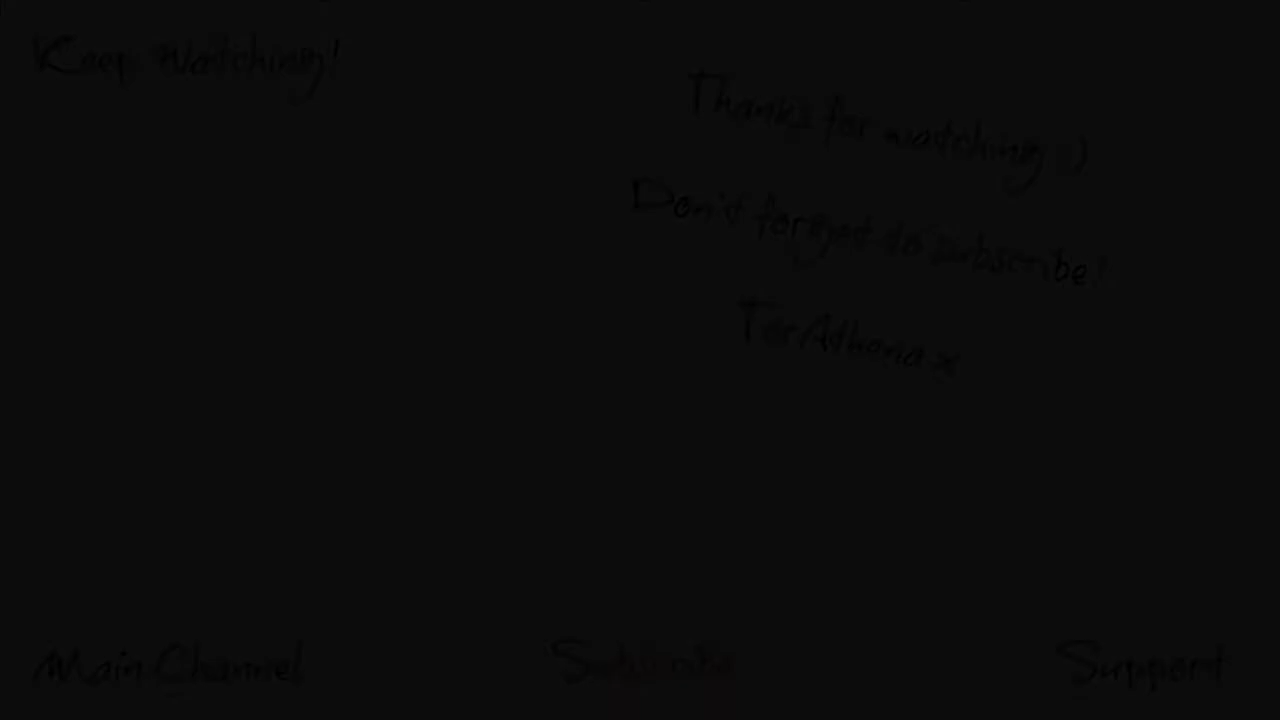 Keep Watching!
Thanks for watching :)
Don't forget to subscribe!
Main Channel
Subscribe
Support